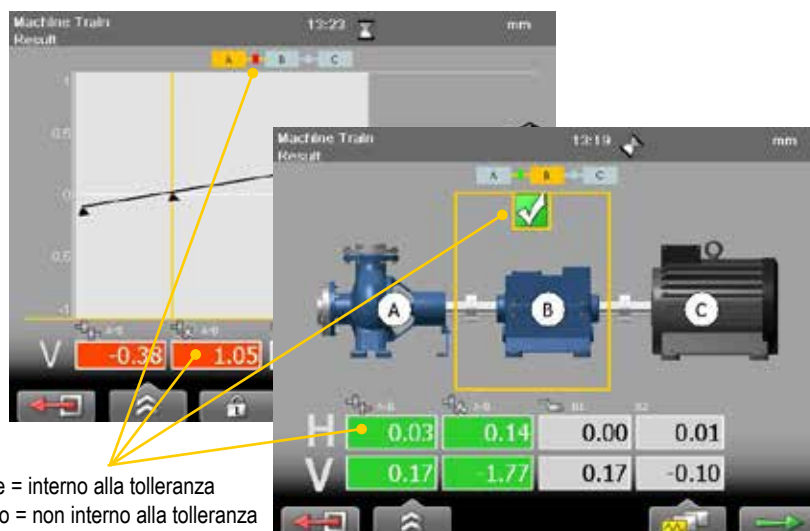 Machine Train
Result
13:23
mm
A B C
1
0.5
0
0.5
-1
A-B A-B
V -0.38 1.05
Machine Train
Result
13:19
mm
A B C
A B C
A-B A-B B1 B2
H 0.03 0.14 0.00 0.01
V 0.17 -1.77 0.17 -0.10
= interno alla tolleranza
= non interno alla tolleranza